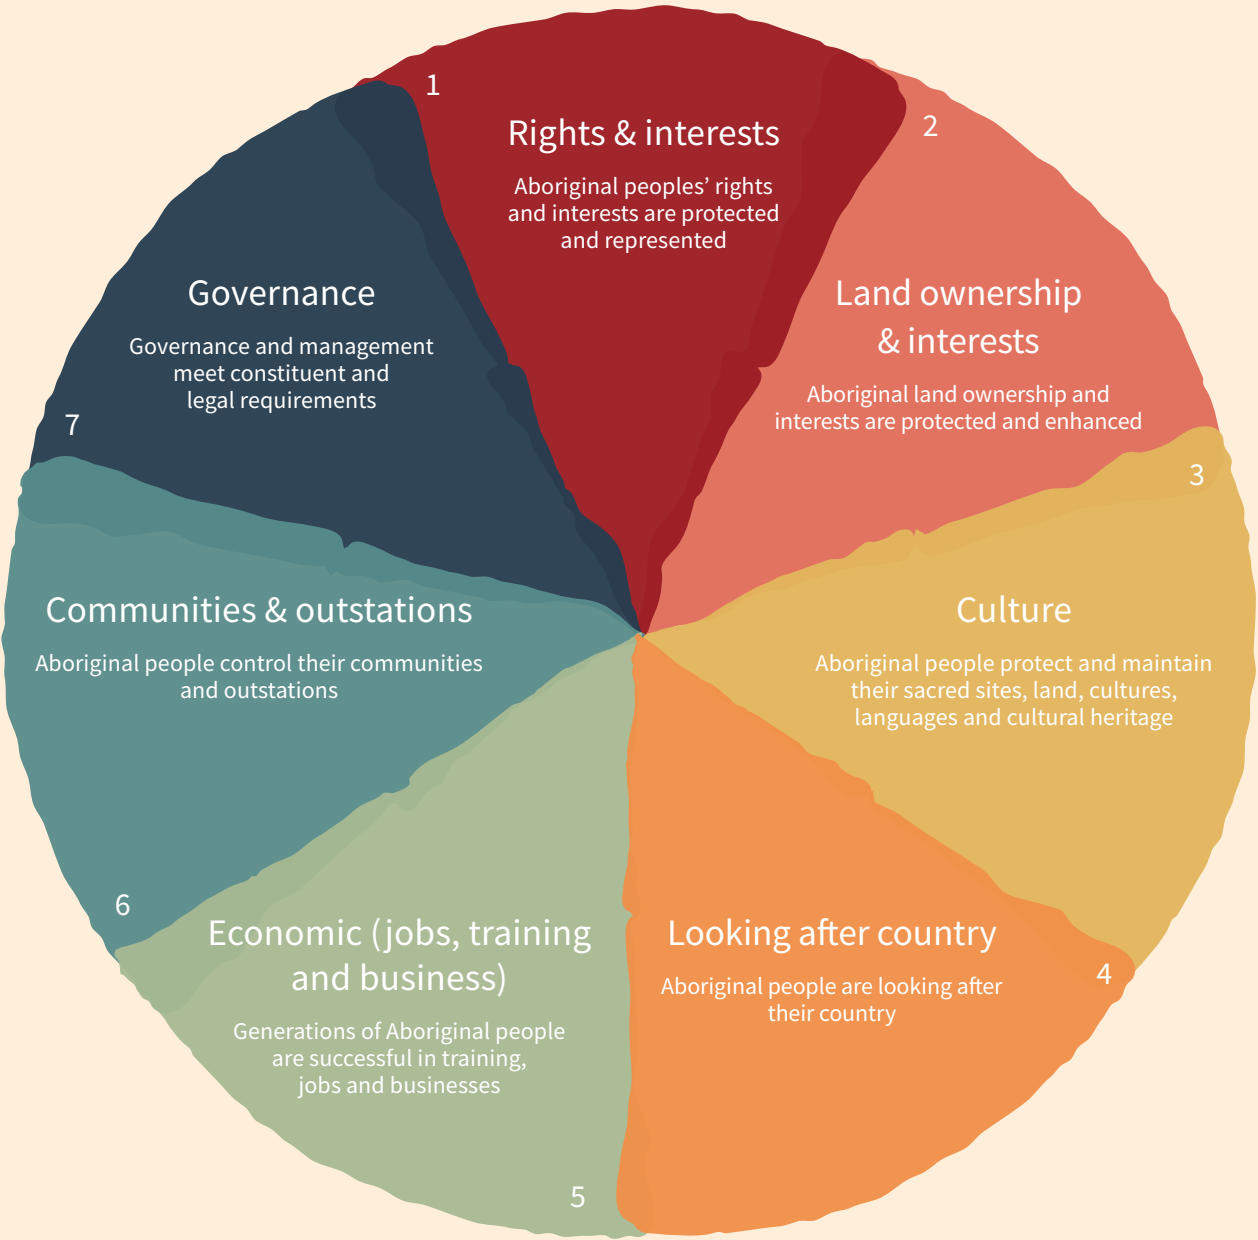 1
Rights & interests
Aboriginal peoples’ rights
and interests are protected
and represented
2
Land ownership
& interests
Aboriginal land ownership and
interests are protected and enhanced
3
Culture
Aboriginal people protect and maintain
their sacred sites, land, cultures,
languages and cultural heritage
4
Looking after country
Aboriginal people are looking after
their country
5
Economic (jobs, training
and business)
Generations of Aboriginal people
are successful in training,
jobs and businesses
6
Communities & outstations
Aboriginal people control their communities
and outstations
7
Governance
Governance and management
meet constituent and
legal requirements